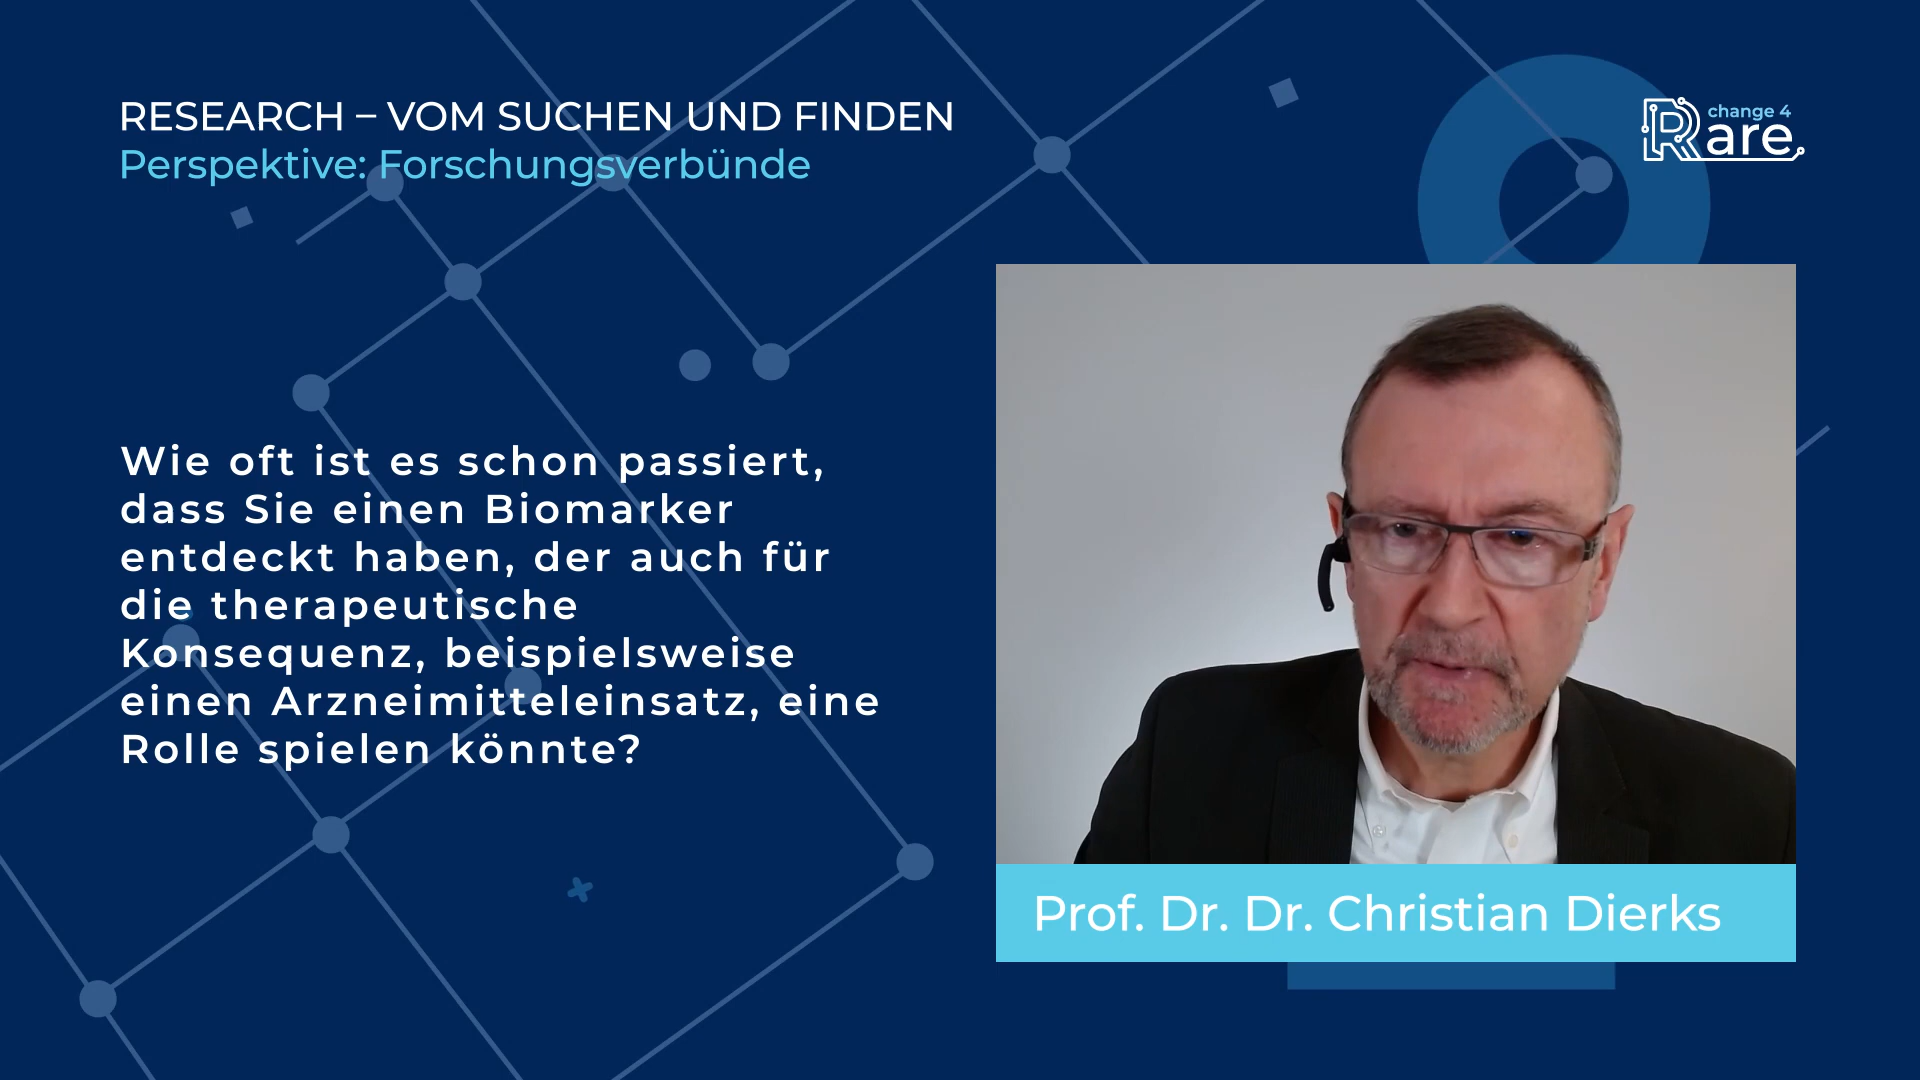 RESEARCH – VOM SUCHEN UND FINDEN
Perspektive: Forschungsverbünde
change 4
Rare.
Wie oft ist es schon passiert,
dass Sie einen Biomarker
entdeckt haben, der auch für
die therapeutische
Konsequenz, beispielsweise
einen Arzneimitteleinsatz, eine
Rolle spielen könnte?
Prof. Dr. Dr. Christian Dierks